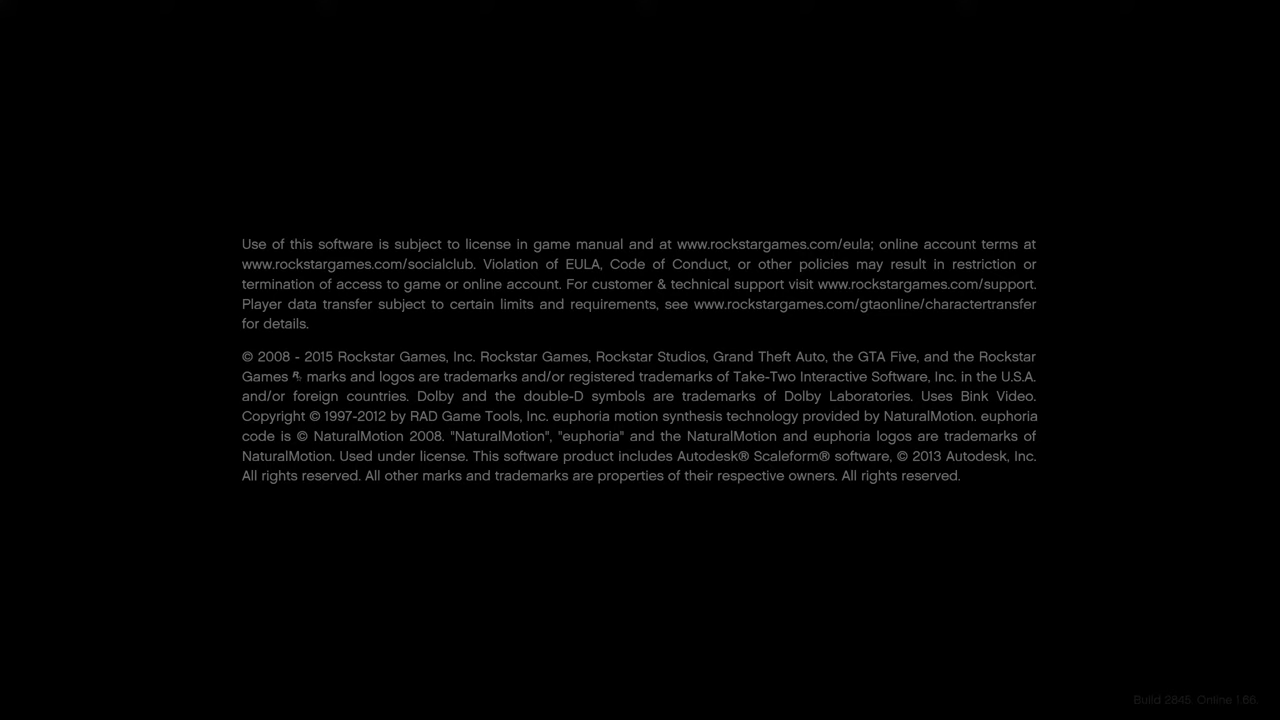 Use of this software is subject to license in game manual and at www.rockstargames.com/eula; online account terms at
www.rockstargames.com/socialclub. Violation of EULA, Code of Conduct, or other policies may result in restriction or
termination of access to game or online account. For customer & technical support visit www.rockstargames.com/support.
Player data transfer subject to certain limits and requirements, see www.rockstargames.com/gtaonline/charactertransfer
for details.
© 2008 - 2015 Rockstar Games, Inc. Rockstar Games, Rockstar Studios, Grand Theft Auto, the GTA Five, and the Rockstar
Games R* marks and logos are trademarks and/or registered trademarks of Take-Two Interactive Software, Inc. in the U.S.A.
and/or foreign countries. Dolby and the double-D symbols are trademarks of Dolby Laboratories. Uses Bink Video.
Copyright © 1997-2012 by RAD Game Tools, Inc. euphoria motion synthesis technology provided by NaturalMotion. euphoria
code is © NaturalMotion 2008. "NaturalMotion", "euphoria" and the NaturalMotion and euphoria logos are trademarks of
NaturalMotion. Used under license. This software product includes Autodesk® Scaleform® software, © 2013 Autodesk, Inc.
All rights reserved. All other marks and trademarks are properties of their respective owners. All rights reserved.
Build 2845. Online 1.66.